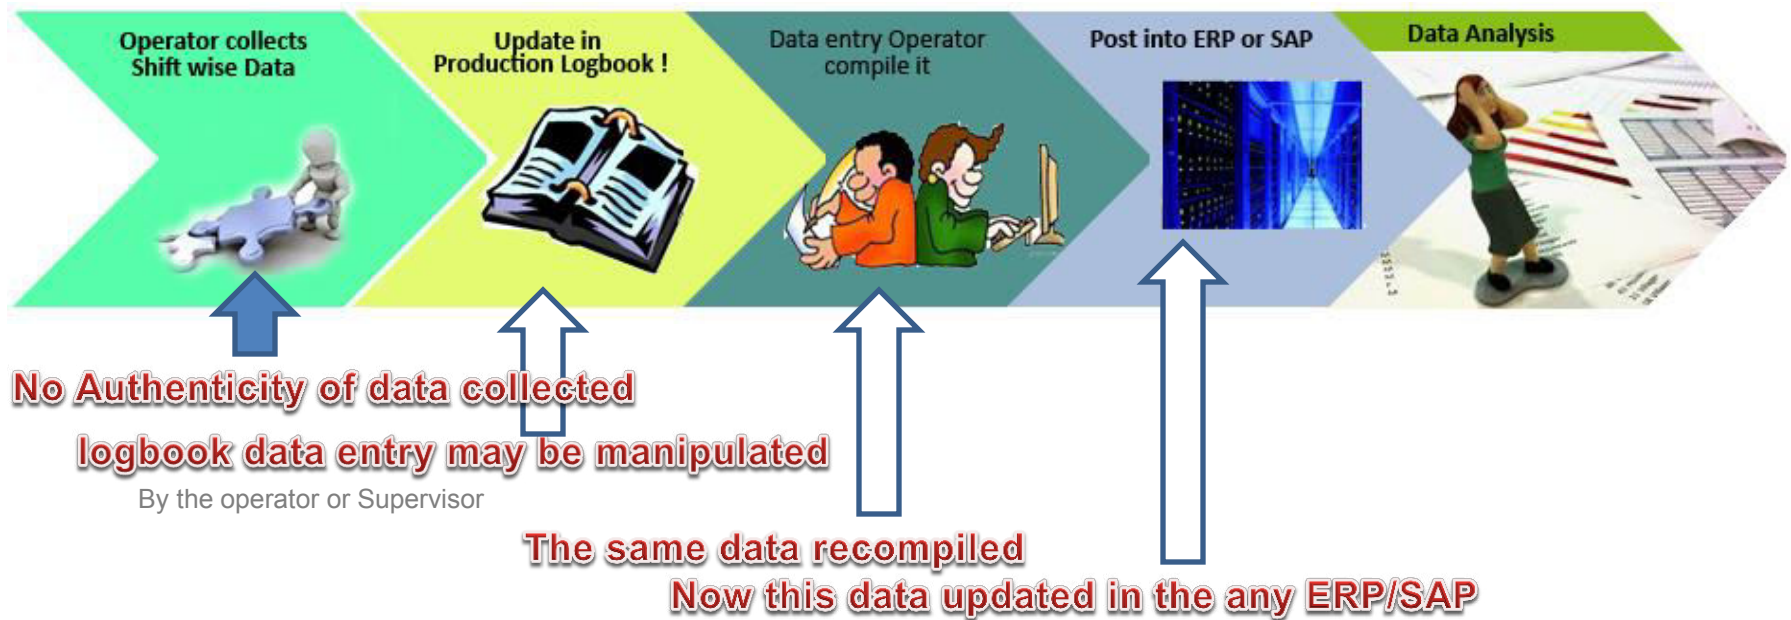 Operator collects
Shift wise Data
Update in
Production Logbook !
Data entry Operator
compile it
Post into ERP or SAP
Data Analysis
No Authenticity of data collected
logbook data entry may be manipulated
By the operator or Supervisor
The same data recompiled
Now this data updated in the any ERP/SAP